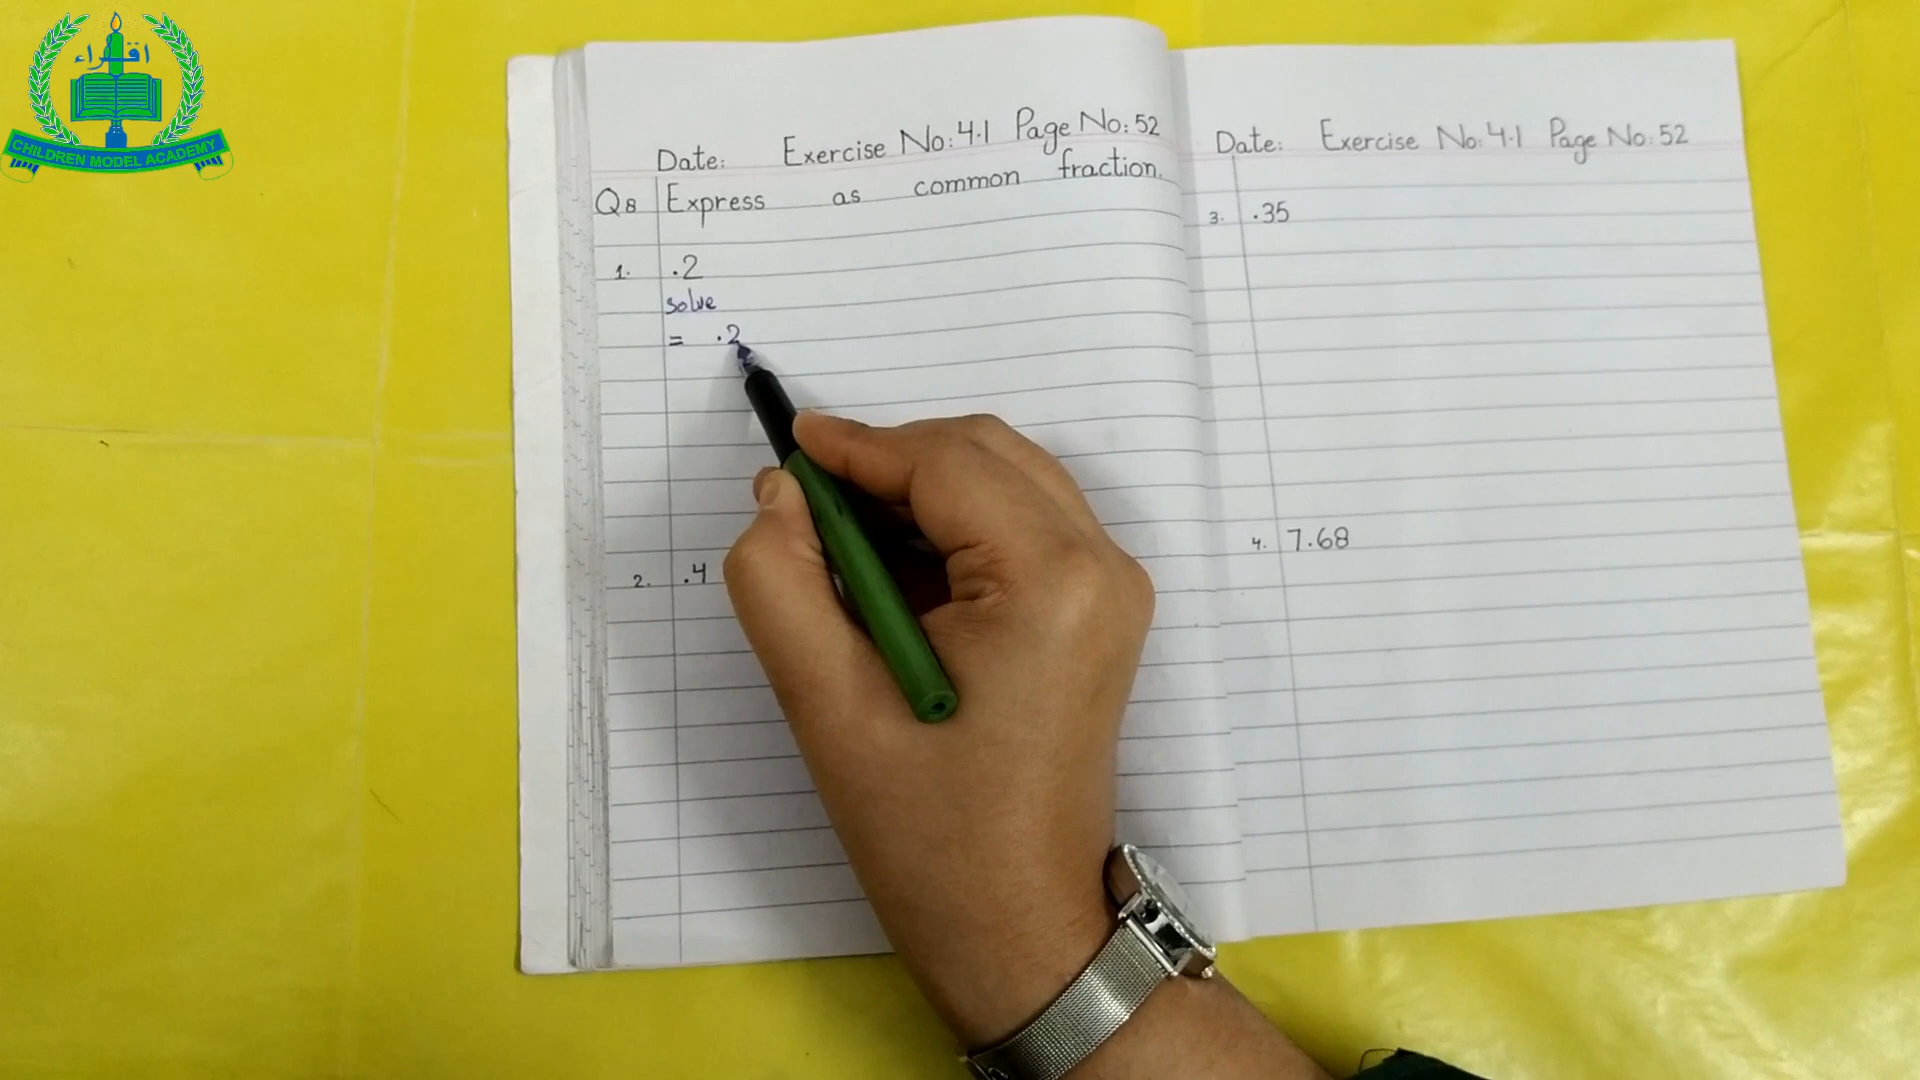 اقراء
CHILDREN MODEL ACADEMY
Date: Exercise No: 4.1 Page No: 52
Q8 Express as common fraction.
1. .2
solve
= .2
2. .4
Date: Exercise No: 4.1 Page No: 52
3. .35
4. 7.68